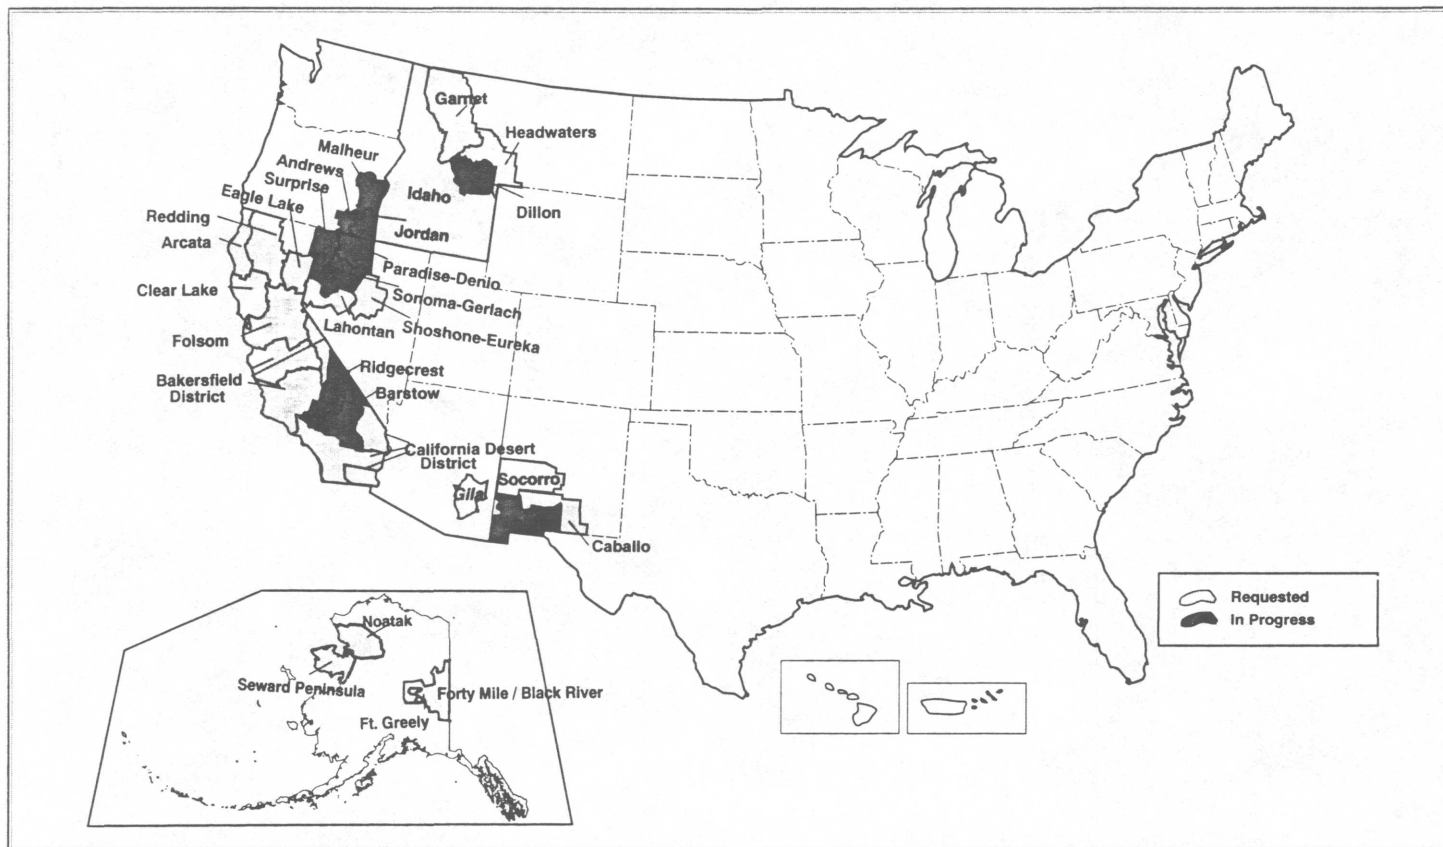 Garnet
Headwaters
Malheur
Andrews
Surprise
Eagle Lake
Idaho
Dillon
Redding
Arcata
Jordan
Paradise-Denio
Clear Lake
Sonoma-Gerlach
Lahontan
Shoshone-Eureka
Folsom
Ridgecrest
Bakersfield
District
Barstow
California Desert
District
Socorro
Gila
Caballo
Requested
In Progress
Noatak
Seward Peninsula
Forty Mile / Black River
Ft. Greely